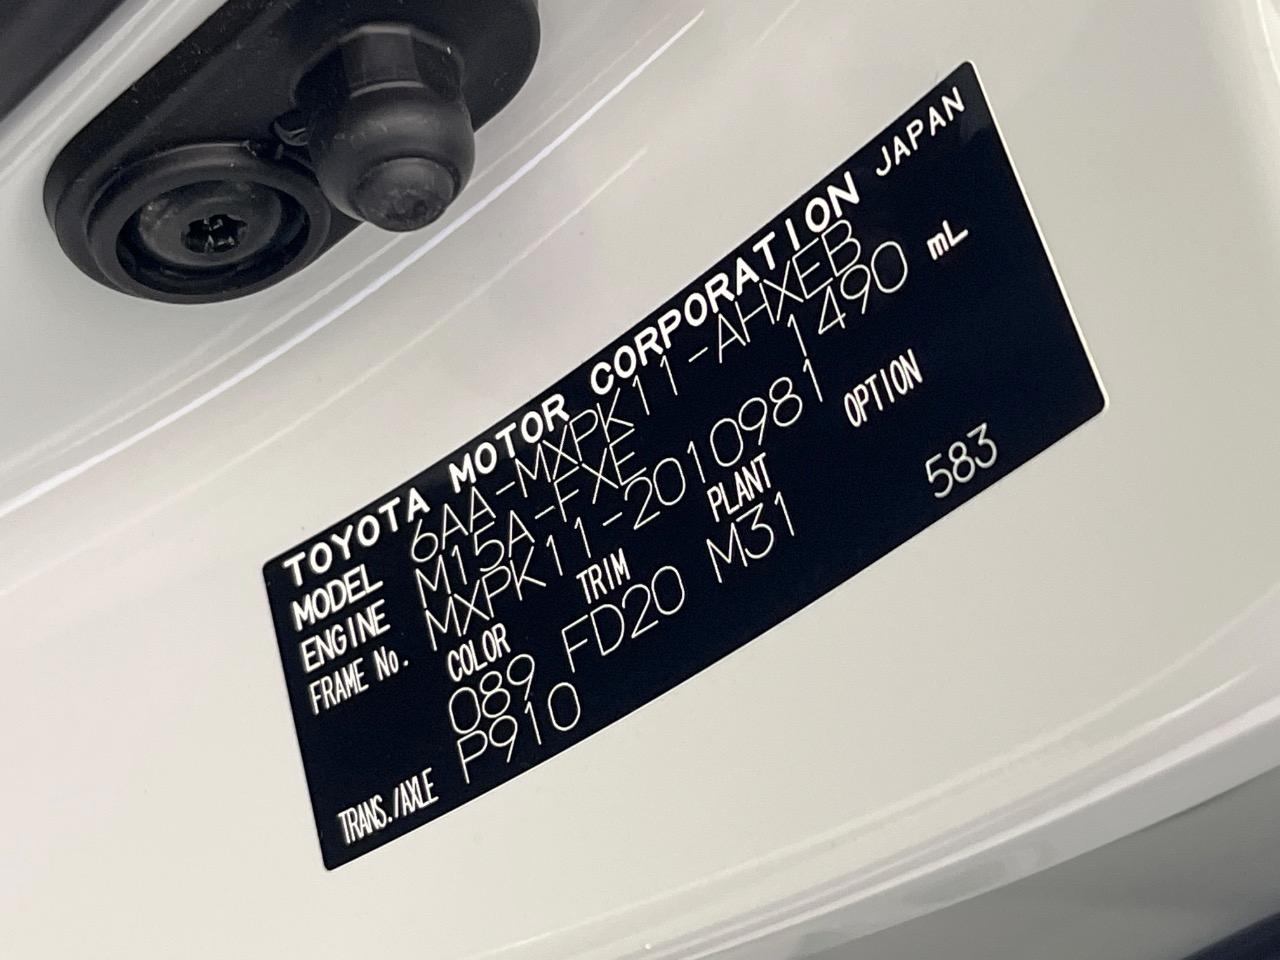 TOYOTA MOTOR CORPORATION JAPAN
MODEL 6AA-MXPK11-AHXEB
ENGINE M15A-FXE 1490 mL
FRAME No. MXPK11-2010981
COLOR TRIM PLANT OPTION
089 FD20 M31 583
TRANS./AXLE P910